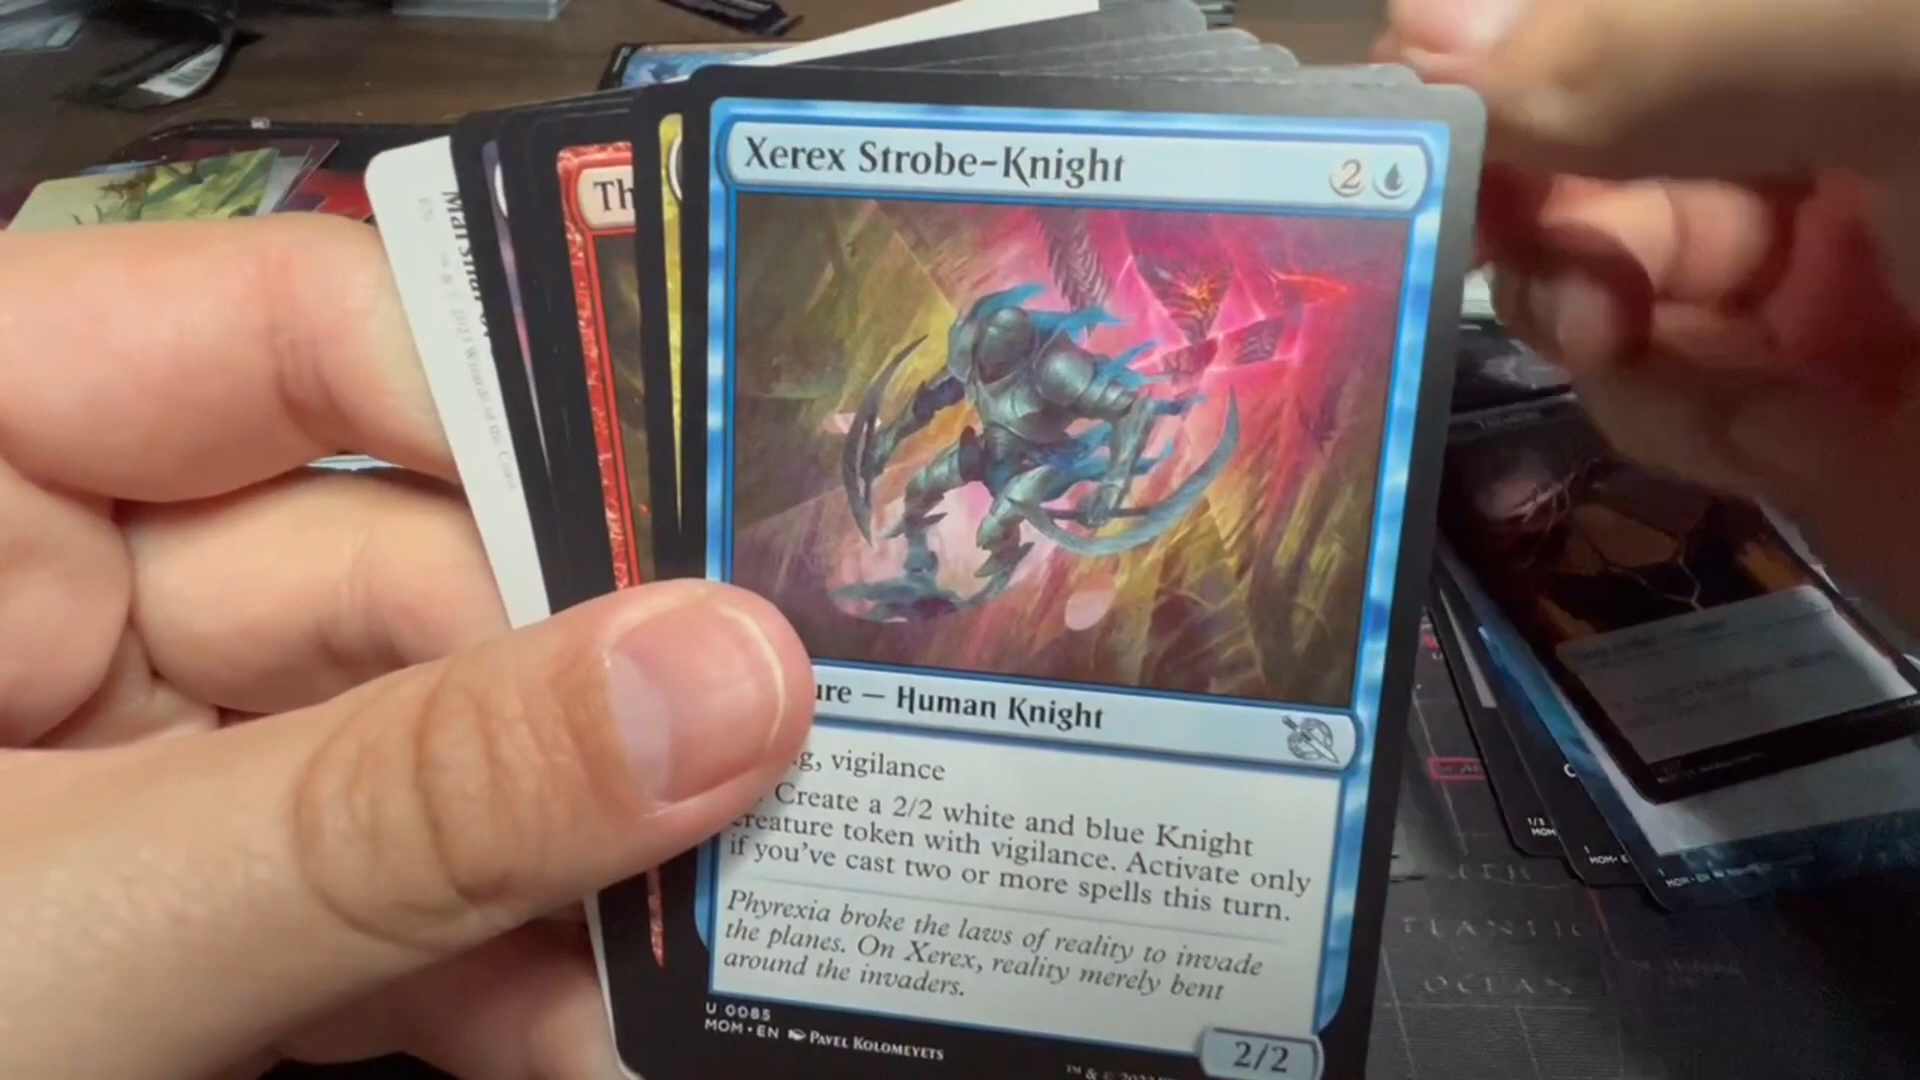 Xerex Strobe-Knight
2
Th
ure — Human Knight
g, vigilance
Create a 2/2 white and blue Knight
creature token with vigilance. Activate only
if you've cast two or more spells this turn.
Phyrexia broke the laws of reality to invade
the planes. On Xerex, reality merely bent
around the invaders.
U 0085
MOM • EN PAVEL KOLOMEYETS
2/2
™ & ©
OCEAN